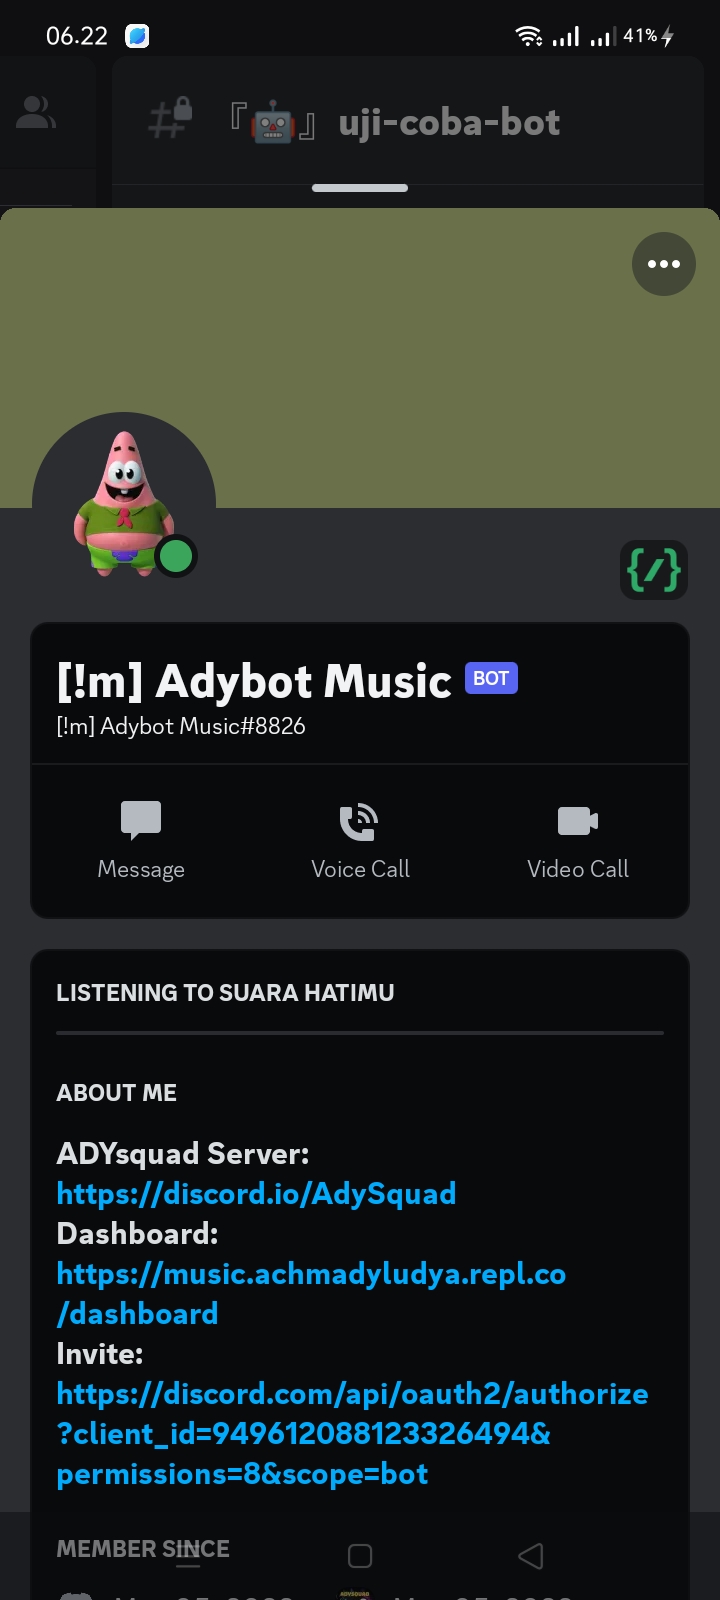 06.22
41%
『🤖』 uji-coba-bot
{/}
[!m] Adybot Music BOT
[!m] Adybot Music#8826
Message Voice Call Video Call
LISTENING TO SUARA HATIMU
ABOUT ME
ADYsquad Server:
https://discord.io/AdySquad
Dashboard:
https://music.achmadyludya.repl.co
/dashboard
Invite:
https://discord.com/api/oauth2/authorize
?client_id=949612088123326494&
permissions=8&scope=bot
MEMBER SINCE